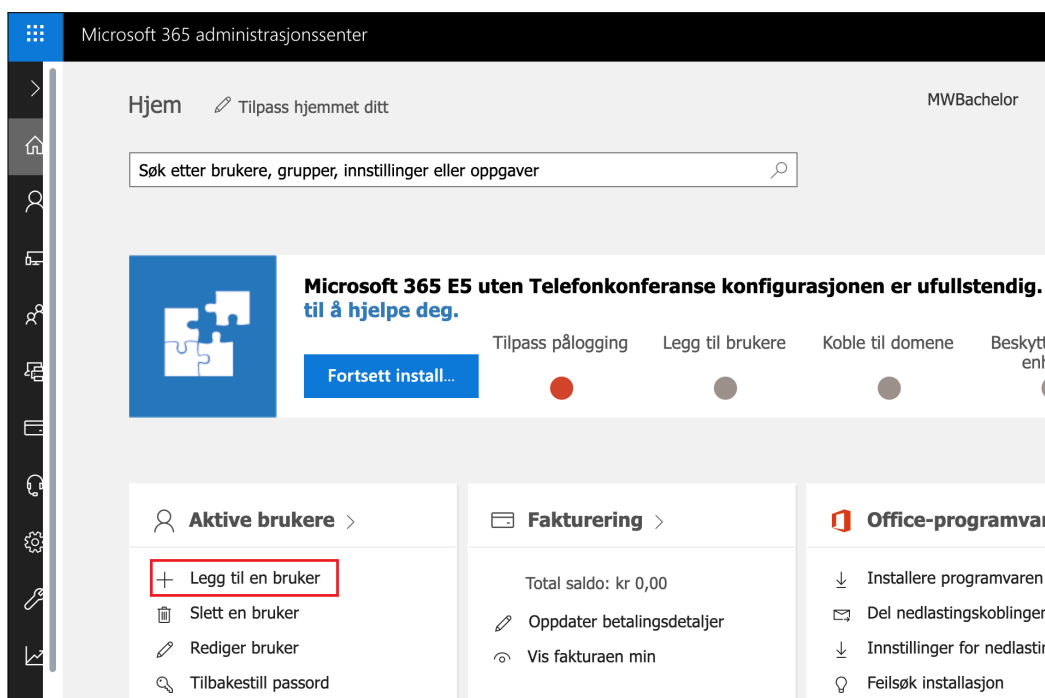 Microsoft 365 administrasjonssenter
Hjem
Tilpass hjemmet ditt
MWBachelor
Søk etter brukere, grupper, innstillinger eller oppgaver
Microsoft 365 E5 uten Telefonkonferanse konfigurasjonen er ufullstendig.
til å hjelpe deg.
Tilpass pålogging
Legg til brukere
Koble til domene
Fortsett install...
Aktive brukere
Fakturering
Legg til en bruker
Total saldo: kr 0,00
Installere programvaren
Slett en bruker
Oppdater betalingsdetaljer
Rediger bruker
Vis fakturaen min
Innstillinger for
Tilbakestill passord
Feilsøk installasjon